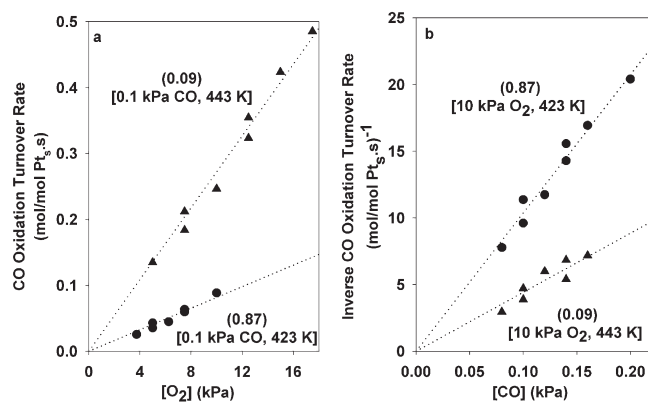 a
CO Oxidation Turnover Rate
(mol/mol Pts.s)
0.5
0.4
0.3
0.2
0.1
0.0
(0.09)
[0.1 kPa CO, 443 K]
(0.87)
[0.1 kPa CO, 423 K]
0 4 8 12 16
[O2] (kPa)
b
Inverse CO Oxidation Turnover Rate
(mol/mol Pts.s)-1
25
20
15
10
5
0
(0.87)
[10 kPa O2, 423 K]
(0.09)
[10 kPa O2, 443 K]
0.00 0.05 0.10 0.15 0.20
[CO] (kPa)